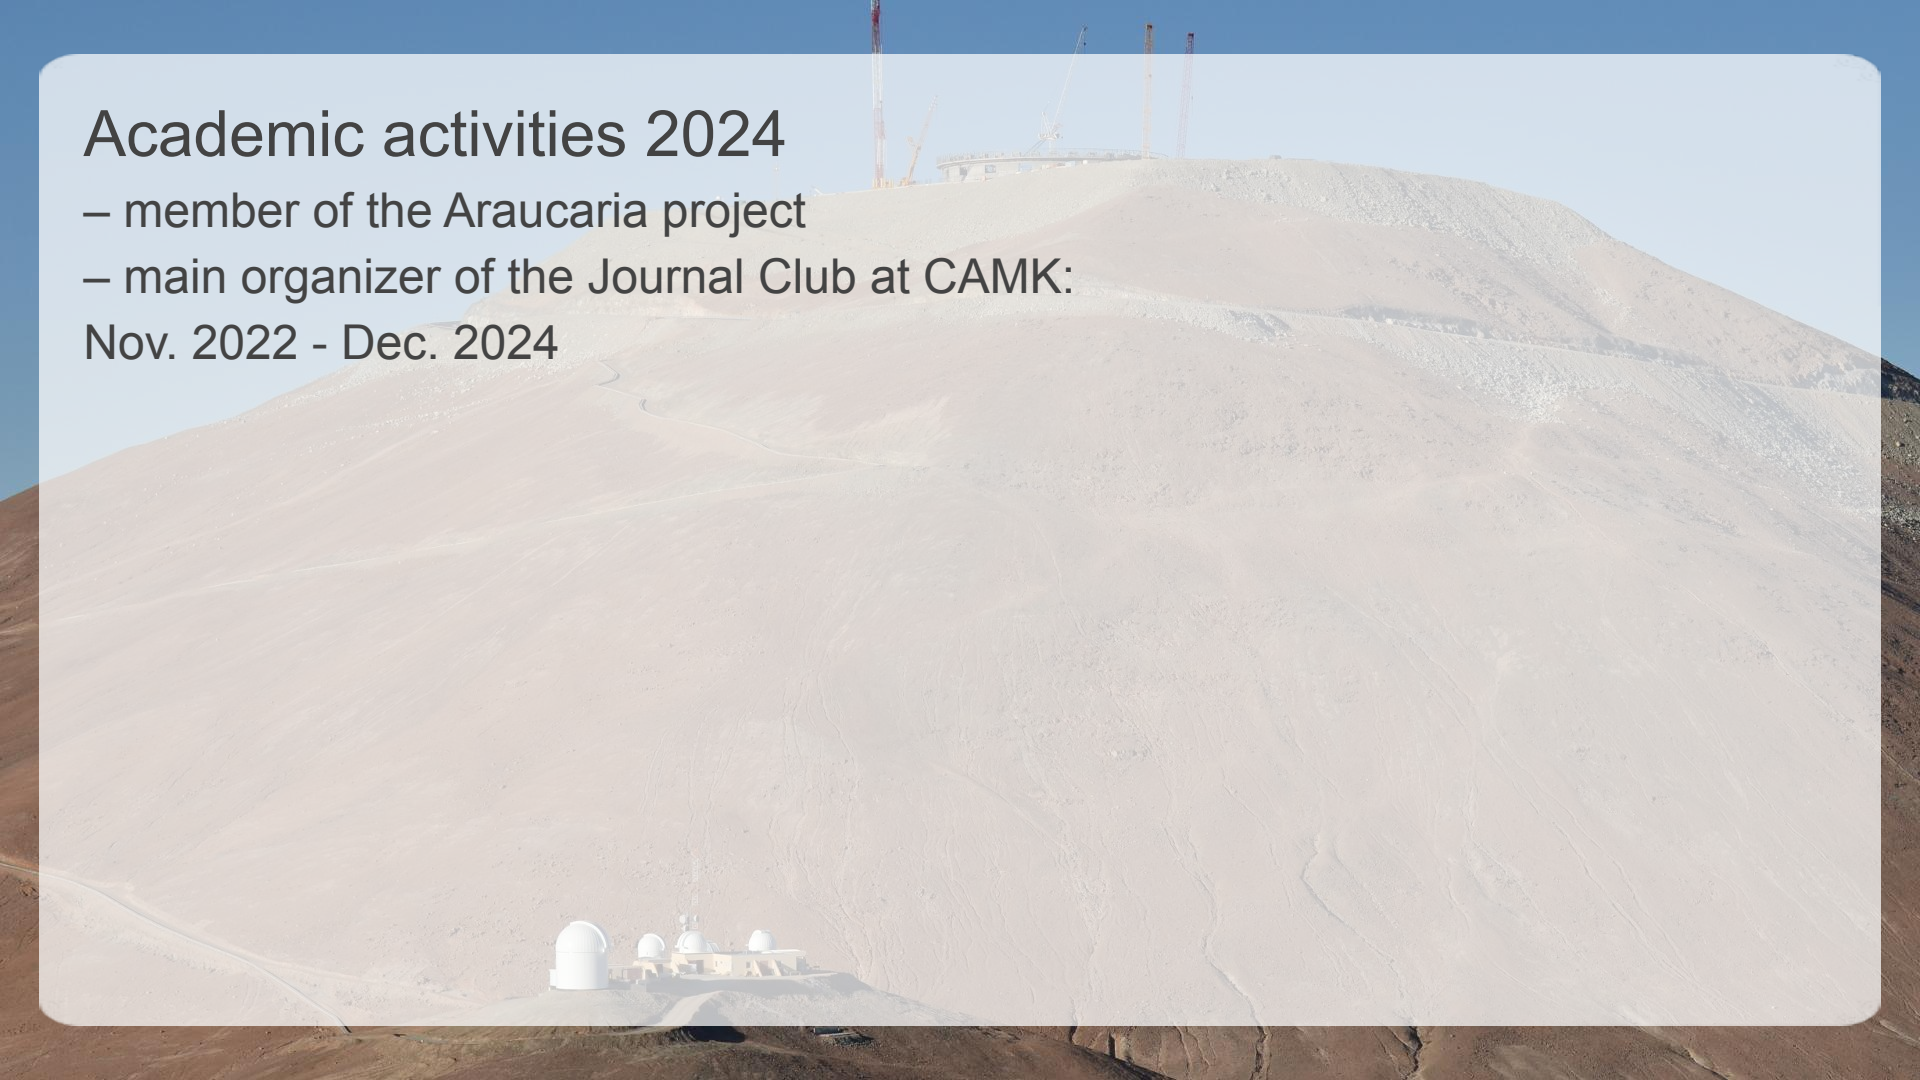 Academic activities 2024
– member of the Araucaria project
– main organizer of the Journal Club at CAMK:
Nov. 2022 - Dec. 2024